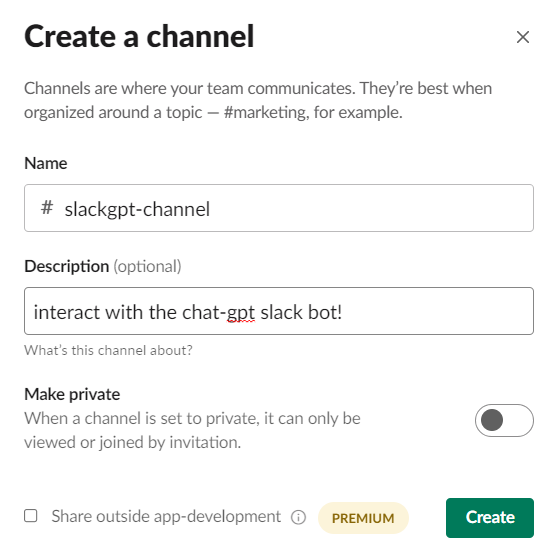 Create a channel
Channels are where your team communicates. They’re best when
organized around a topic — #marketing, for example.
Name
# slackgpt-channel
Description (optional)
interact with the chat-gpt slack bot!
What’s this channel about?
Make private
When a channel is set to private, it can only be
viewed or joined by invitation.
Share outside app-development PREMIUM Create